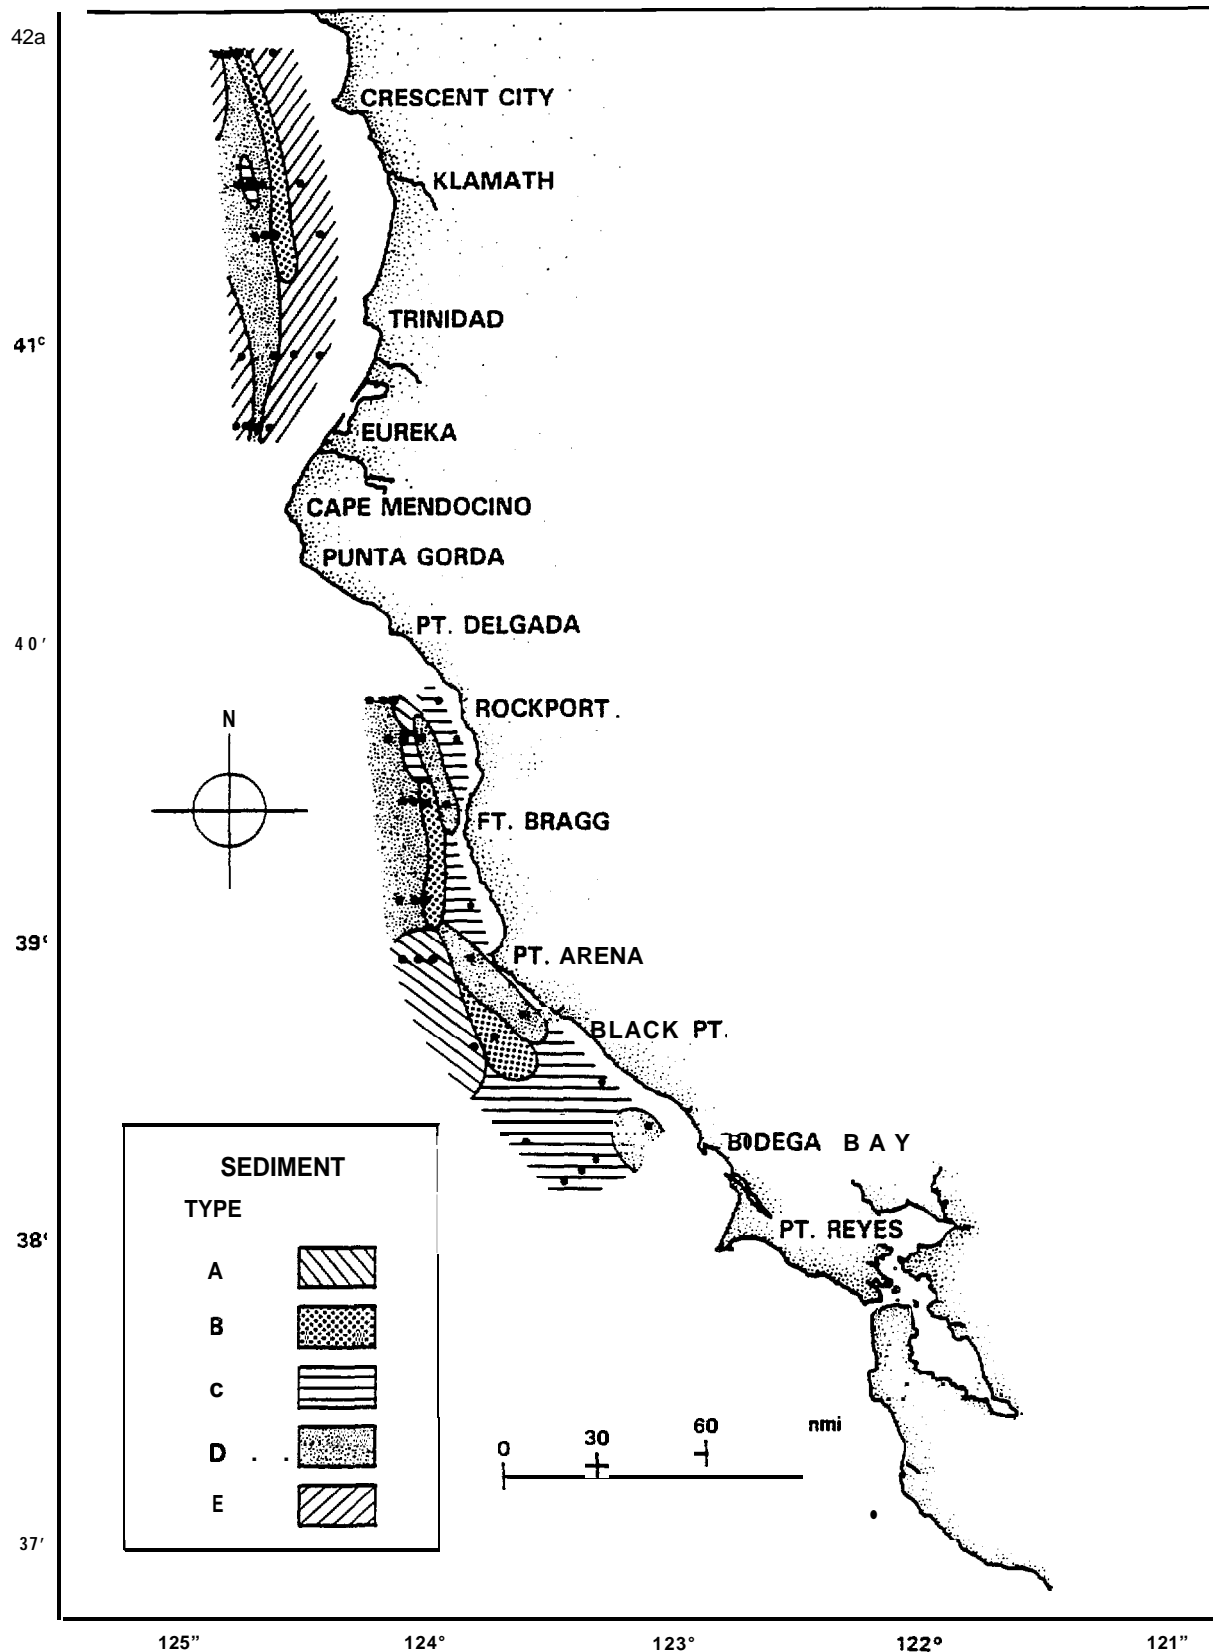 42a
CRESCENT CITY
KLAMATH
TRINIDAD
41°
EUREKA
CAPE MENDOCINO
PUNTA GORDA
PT. DELGADA
40'
ROCKPORT.
N
FT. BRAGG
39°
PT. ARENA
BLACK PT.
BODEGA BAY
SEDIMENT
TYPE
PT. REYES
38°
A
B
C
D . .
E
0 30 60 nmi
37'
125" 124° 123° 122° 121"